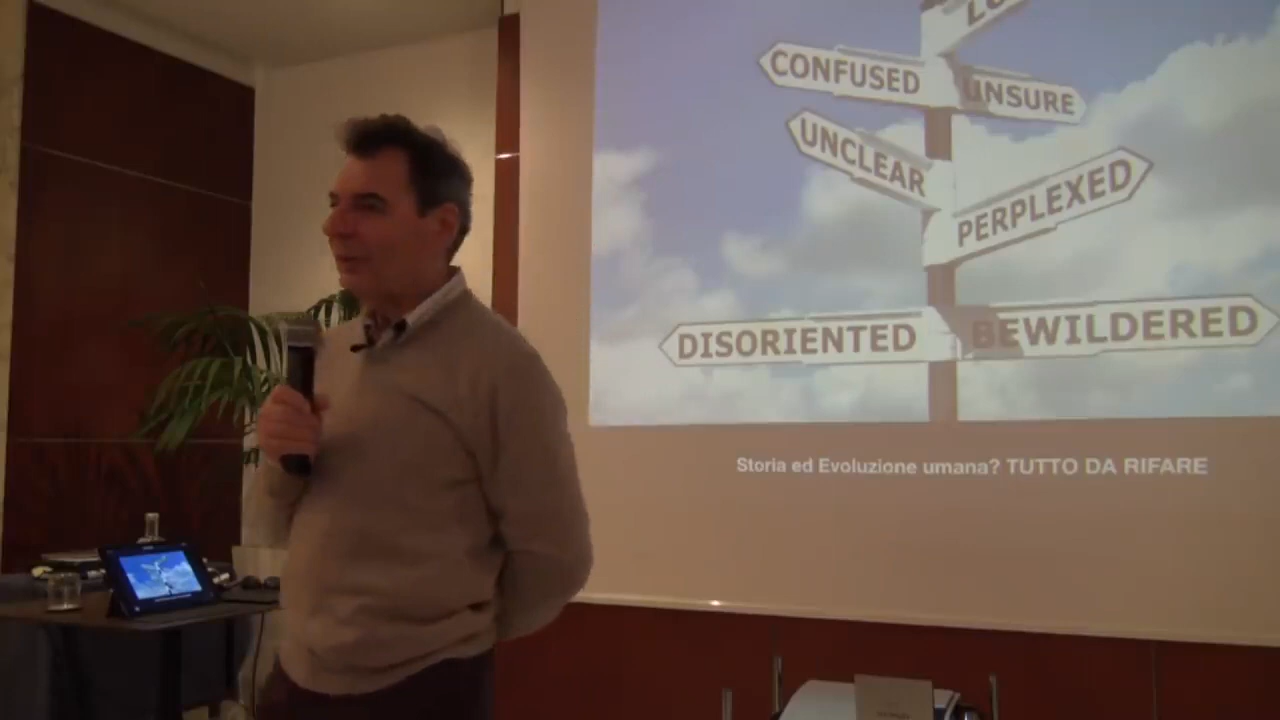 CONFUSED
UNSURE
UNCLEAR
PERPLEXED
DISORIENTED
BEWILDERED
Storia ed Evoluzione umana? TUTTO DA RIFARE